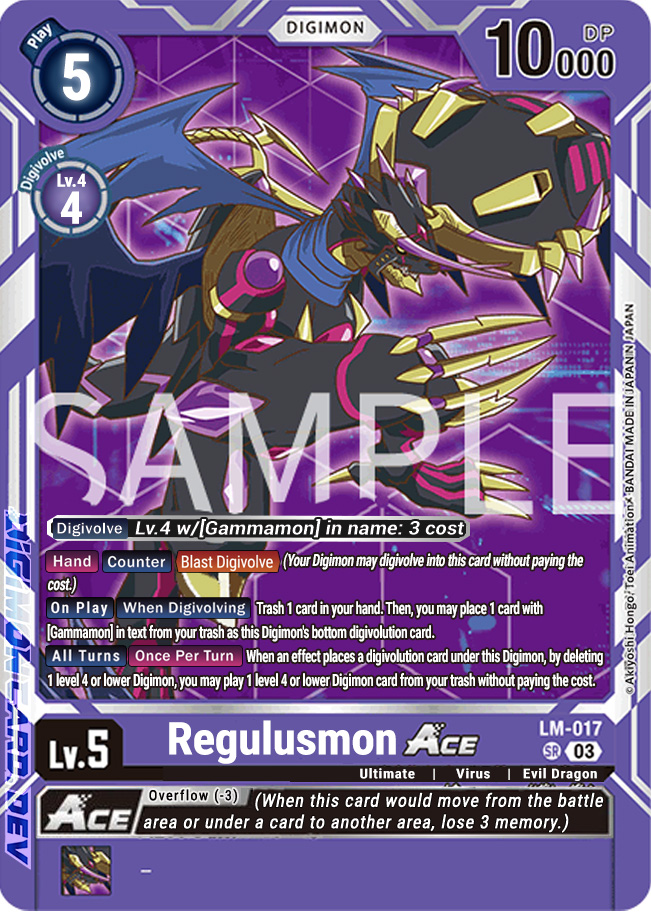 DIGIMON
Play
5
10000
DP
Digivolve
Lv.4
4
SAMPLE
Digivolve Lv.4 w/[Gammamon] in name: 3 cost
Hand Counter Blast Digivolve (Your Digimon may digivolve into this card without paying the
cost.)
On Play When Digivolving Trash 1 card in your hand. Then, you may place 1 card with
[Gammamon] in text from your trash as this Digimon's bottom digivolution card.
All Turns Once Per Turn When an effect places a digivolution card under this Digimon, by deleting
1 level 4 or lower Digimon, you may play 1 level 4 or lower Digimon card from your trash without paying the cost.
© Akiyoshi Hongo, Toei Animation • BANDAI MADE IN JAPAN IN JAPAN
DIGIMONCARD.DEV
Lv.5
Regulusmon ACE
LM-017
SR 03
Ultimate | Virus | Evil Dragon
ACE
Overflow (-3) (When this card would move from the battle
area or under a card to another area, lose 3 memory.)
–